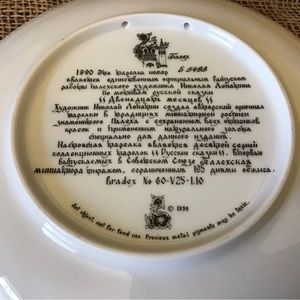 Палех
1990 Эта тарелка номер
является единственным официальным выпуском
работы палехского художника Николая Лопатина
По мотивам русской сказки
"Двенадцать месяцев"
Художник Николай Лопатин создал авторский оригинал
тарелки в традициях миниатюрной росписи
знаменитого Палеха с сохранением всех оттенков
красок и применением натурального золота
специально для данного издания.
Настоящая тарелка является десятой серией
коллекционных тарелок "Русские сказки". Впервые
выпускаемых в Советском Союзе Палехская
миниатюра тиражом, ограниченным 195 днями обжига.
Bradex No 60-V25-1.10
© 1990
Art object, not for food use. Precious metal pigments may be toxic.